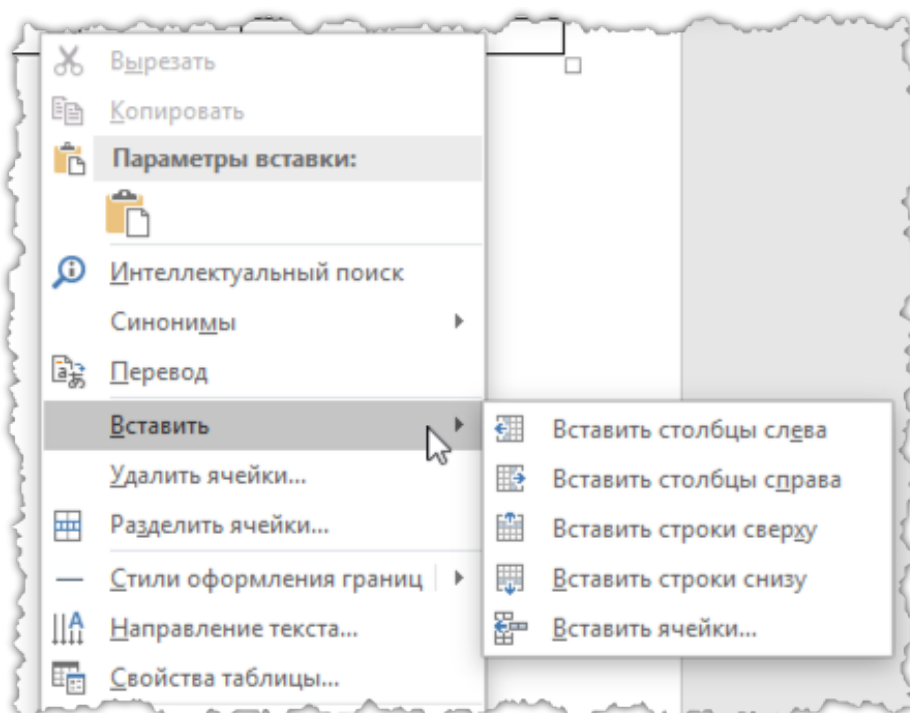 Вырезать
Копировать
Параметры вставки:
Интеллектуальный поиск
Синонимы
Перевод
Вставить
Удалить ячейки...
Разделить ячейки...
Стили оформления границ
Направление текста...
Свойства таблицы...
Вставить столбцы слева
Вставить столбцы справа
Вставить строки сверху
Вставить строки снизу
Вставить ячейки...